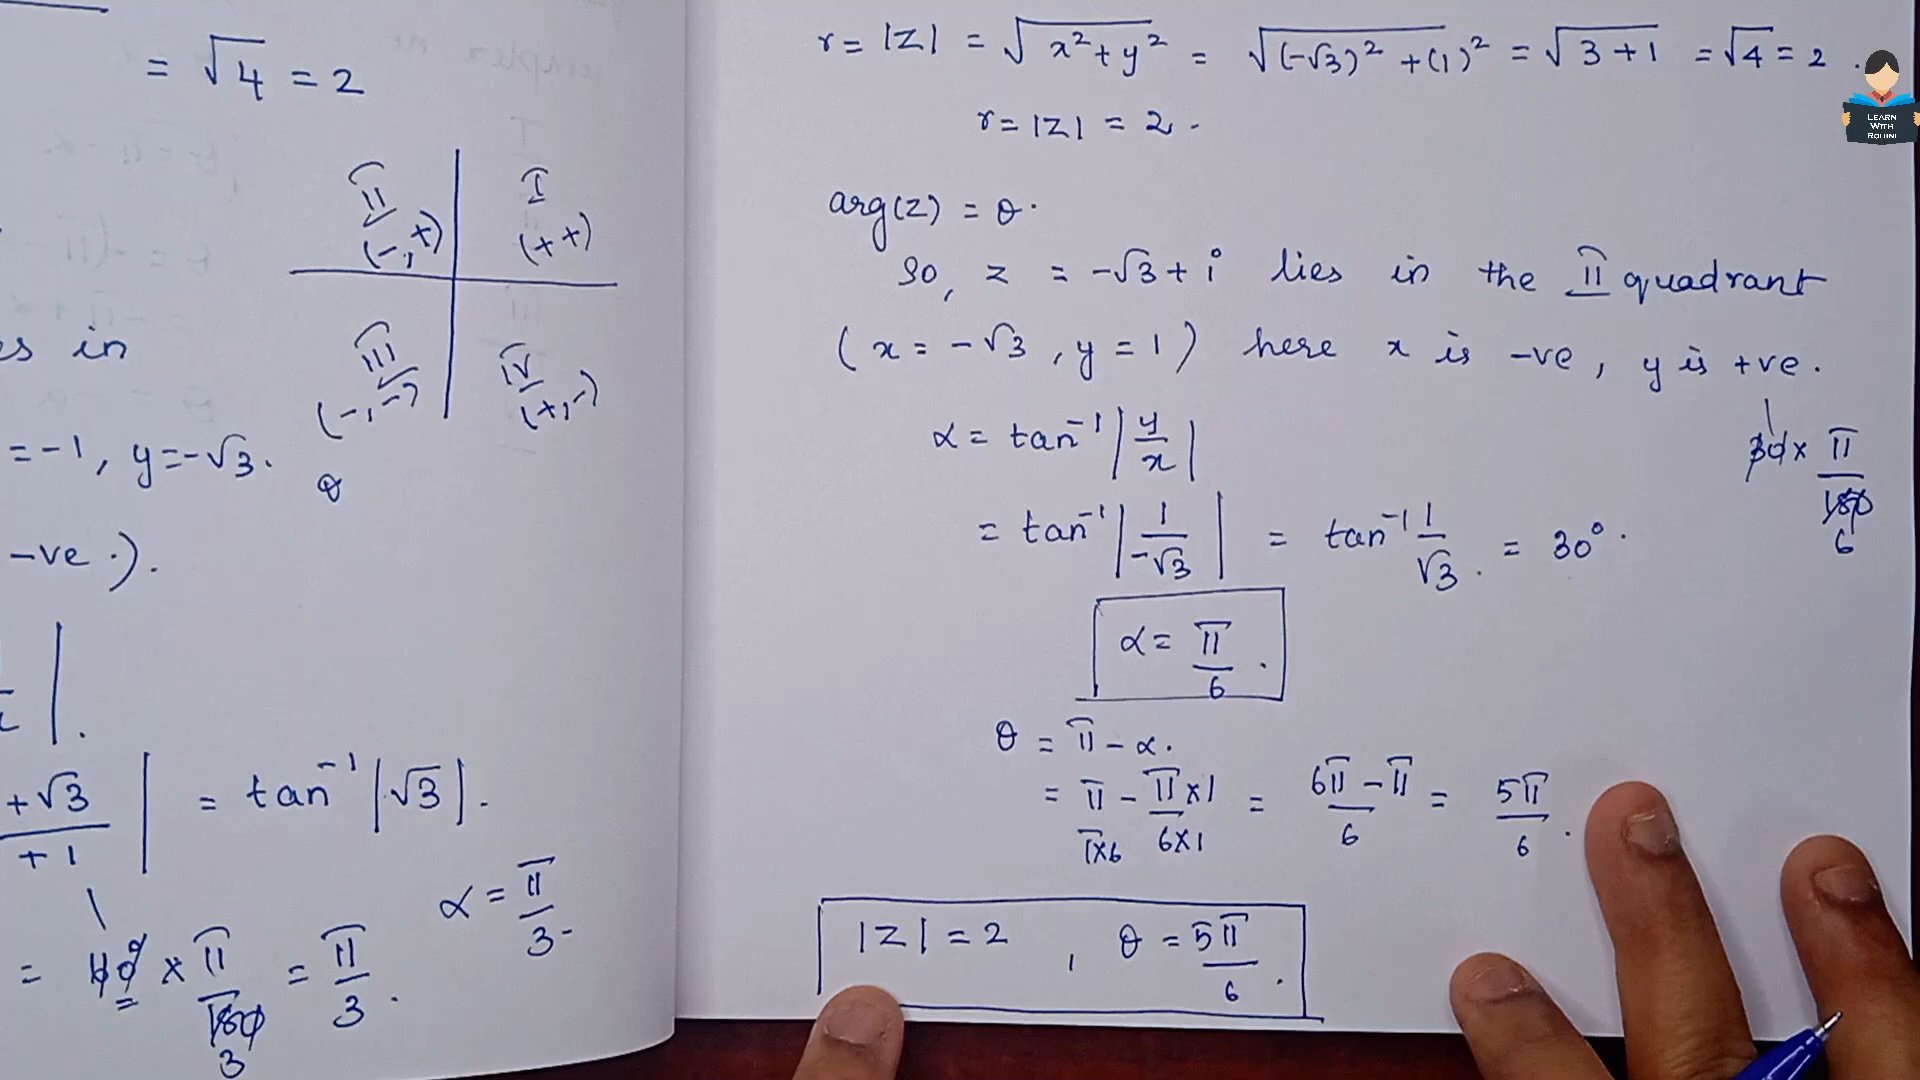 = √4 = 2
II
(-,+)
I
(+ +)
III
(-,-)
IV
(+,-)
es in
= -1, y = -√3.
θ
-ve.).
+√3 / +1 | = tan⁻¹ |√3|.
α = π/3.
= 60 × π/180 = π/3.
3
r = |Z| = √x²+y² = √(-√3)²+(1)² = √3+1 = √4 = 2.
r = |Z| = 2.
arg(z) = θ.
So, z = -√3 + i lies in the II quadrant
(x = -√3, y = 1) here x is -ve, y is +ve.
α = tan⁻¹ |y/x|
1
30 × π/180
6
= tan⁻¹ |1/-√3| = tan⁻¹ 1/√3. = 30°.
α = π/6.
θ = π - α.
= π/1×6 - π×1/6×1 = 6π-π/6 = 5π/6.
|Z| = 2, θ = 5π/6.
LEARN
WITH
ROHINI